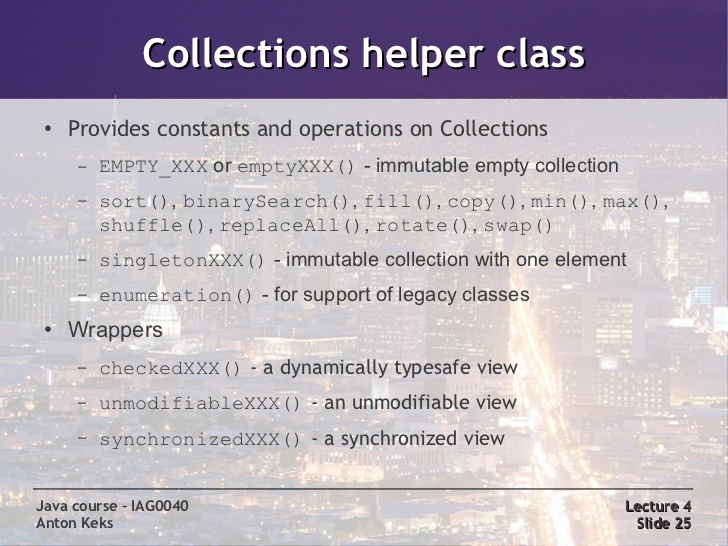 Collections helper class
• Provides constants and operations on Collections
– EMPTY_XXX or emptyXXX() - immutable empty collection
– sort(), binarySearch(), fill(), copy(), min(), max(),
shuffle(), replaceAll(), rotate(), swap()
– singletonXXX() - immutable collection with one element
– enumeration() - for support of legacy classes
• Wrappers
– checkedXXX() - a dynamically typesafe view
– unmodifiableXXX() - an unmodifiable view
– synchronizedXXX() - a synchronized view
Java course – IAG0040
Anton Keks
Lecture 4
Slide 25